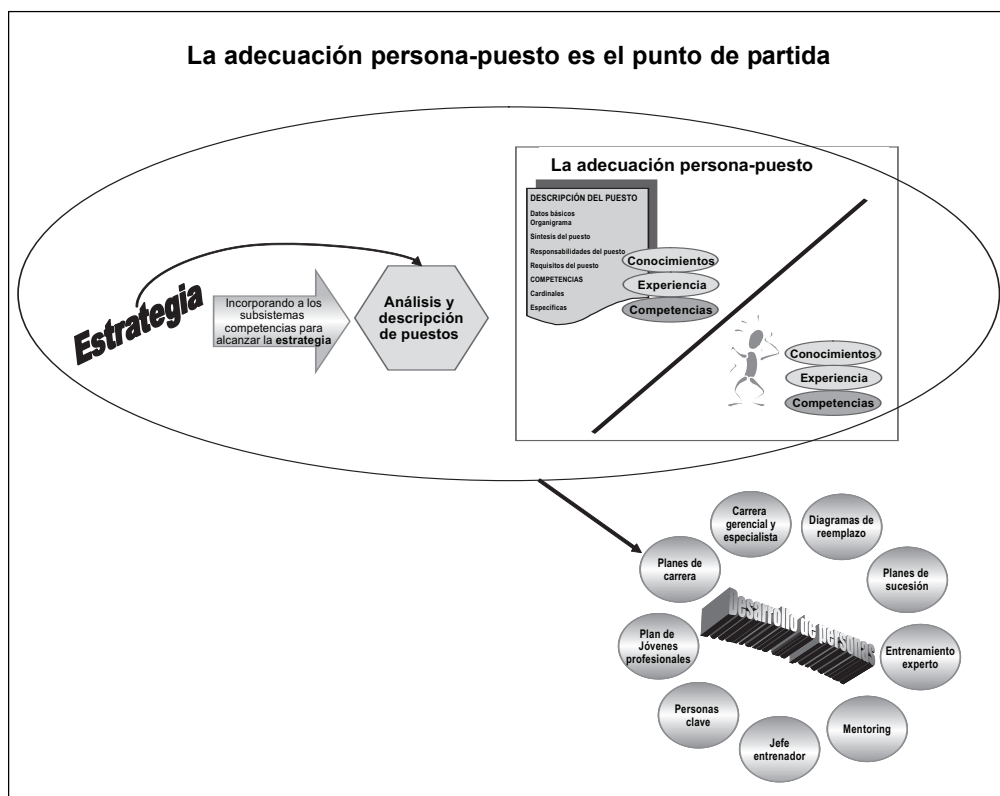 La adecuación persona-puesto es el punto de partida
Estrategia
Incorporando a los
subsistemas
competencias para
alcanzar la estrategia
Análisis y
descripción
de puestos
La adecuación persona-puesto
DESCRIPCIÓN DEL PUESTO
Datos básicos
Organigrama
Síntesis del puesto
Responsabilidades del puesto
Requisitos del puesto
COMPETENCIAS
Cardinales
Específicas
Conocimientos
Experiencia
Competencias
Conocimientos
Experiencia
Competencias
Carrera
gerencial y
especialista
Diagramas de
reemplazo
Planes de
carrera
Planes de
sucesión
Desarrollo de personas
Plan de
Jóvenes
profesionales
Entrenamiento
experto
Personas
clave
Mentoring
Jefe
entrenador